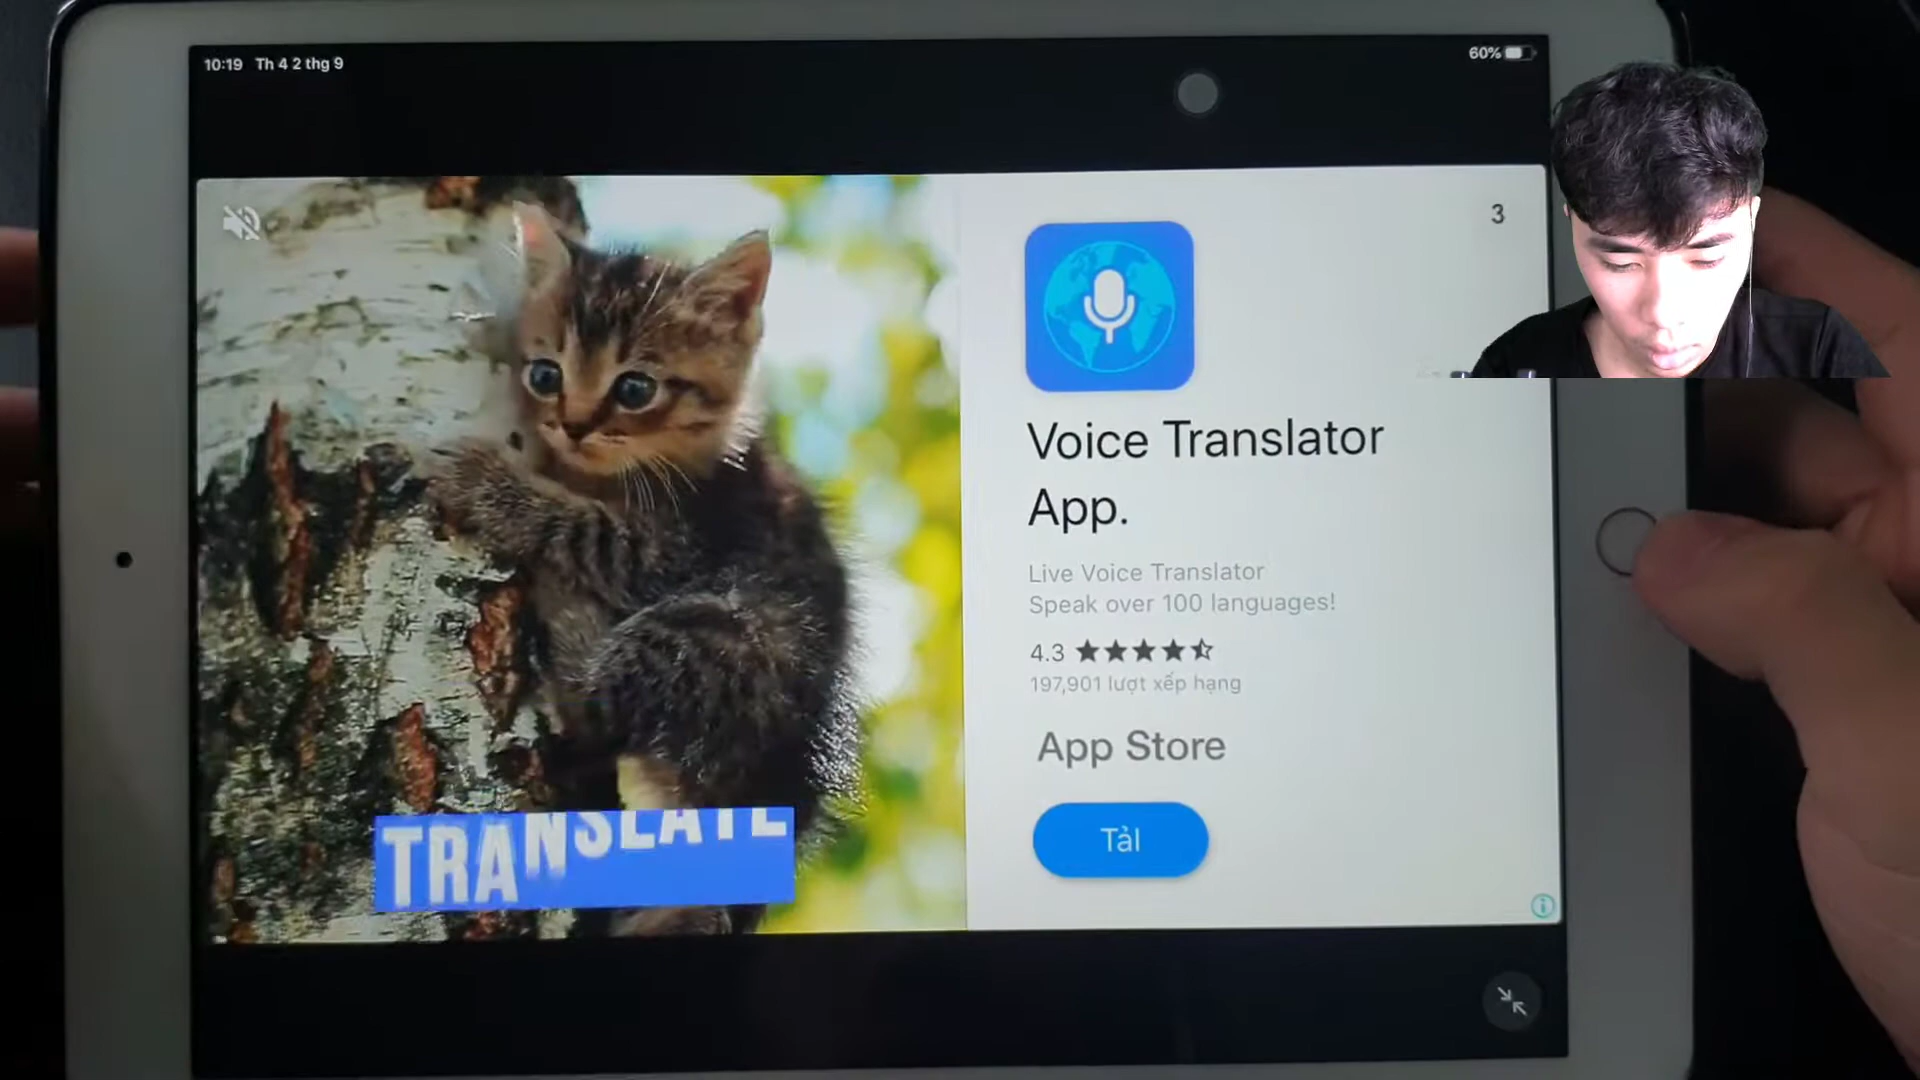 10:19 Th 4 2 thg 9
60%
3
Voice Translator
App.
Live Voice Translator
Speak over 100 languages!
4.3
197,901 lượt xếp hạng
App Store
Tải
TRANSLATE